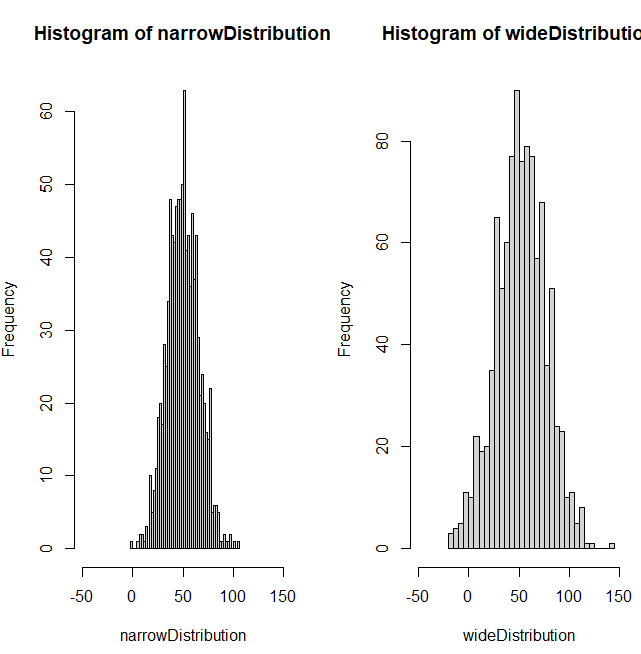 Histogram of narrowDistribution
60
50
40
30
20
10
0
Frequency
-50 0 50 100 150
narrowDistribution
Histogram of wideDistributio
80
60
40
20
0
Frequency
-50 0 50 100 150
wideDistribution